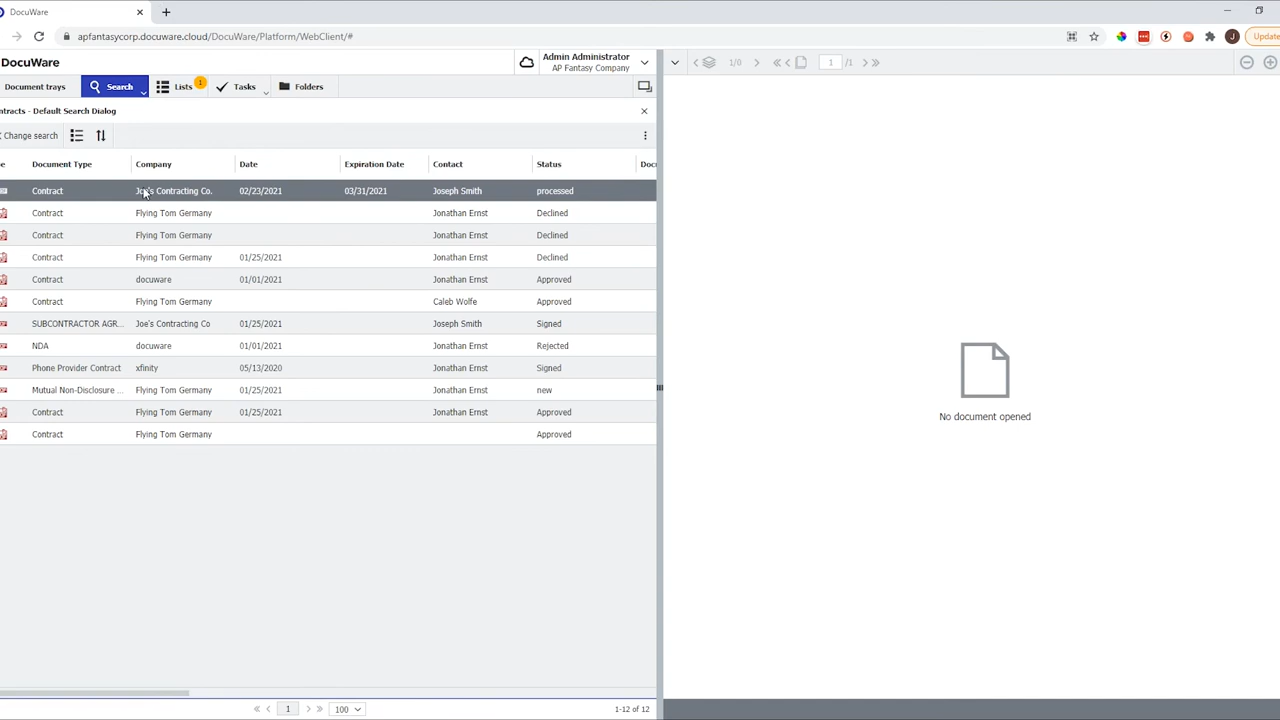 DocuWare
apfantasycorp.docuware.cloud/DocuWare/Platform/WebClient/#
Update
DocuWare
Admin Administrator
AP Fantasy Company
1/0
1 /1
Document trays Search Lists 1 Tasks Folders
ntracts - Default Search Dialog
Change search
e Document Type Company Date Expiration Date Contact Status Docu
Contract Joe's Contracting Co. 02/23/2021 03/31/2021 Joseph Smith processed
Contract Flying Tom Germany Jonathan Ernst Declined
Contract Flying Tom Germany Jonathan Ernst Declined
Contract Flying Tom Germany 01/25/2021 Jonathan Ernst Declined
Contract docuware 01/01/2021 Jonathan Ernst Approved
Contract Flying Tom Germany Caleb Wolfe Approved
SUBCONTRACTOR AGR... Joe's Contracting Co 01/25/2021 Joseph Smith Signed
NDA docuware 01/01/2021 Jonathan Ernst Rejected
Phone Provider Contract xfinity 05/13/2020 Jonathan Ernst Signed
Mutual Non-Disclosure ... Flying Tom Germany 01/25/2021 Jonathan Ernst new
Contract Flying Tom Germany 01/25/2021 Jonathan Ernst Approved
Contract Flying Tom Germany Approved
No document opened
1 100 1-12 of 12